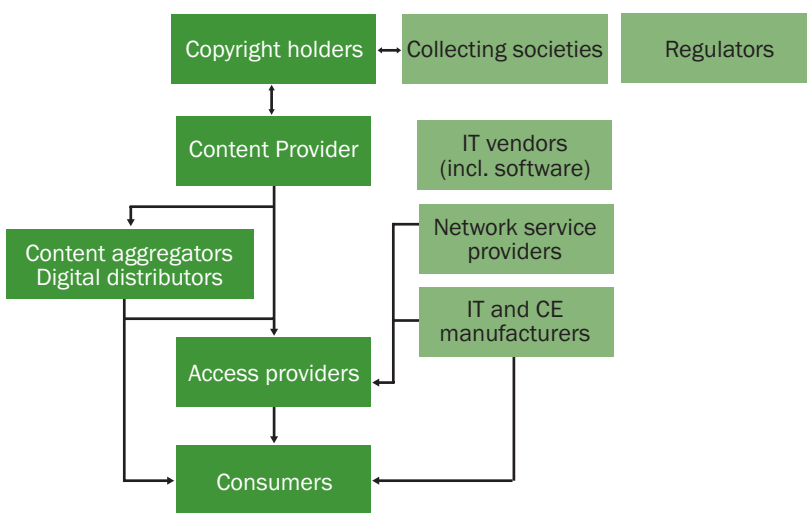 Copyright holders
Collecting societies
Regulators
Content Provider
IT vendors
(incl. software)
Content aggregators
Digital distributors
Network service
providers
IT and CE
manufacturers
Access providers
Consumers